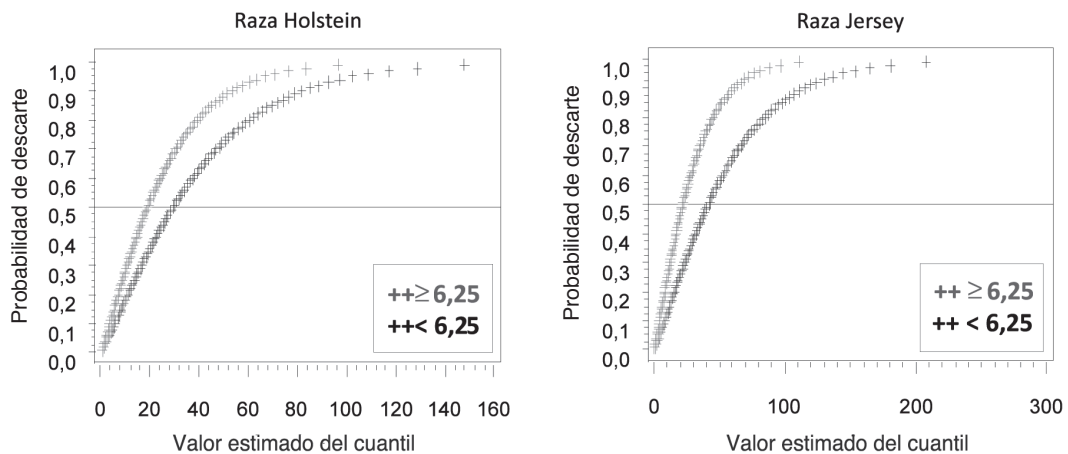 Raza Holstein
Probabilidad de descarte
1,0
0,9
0,8
0,7
0,6
0,5
0,4
0,3
0,2
0,1
0,0
++≥ 6,25
++< 6,25
0 20 40 60 80 100 120 140 160
Valor estimado del cuantil
Raza Jersey
Probabilidad de descarte
1,0
0,9
0,8
0,7
0,6
0,5
0,4
0,3
0,2
0,1
0,0
++ ≥ 6,25
++ < 6,25
0 100 200 300
Valor estimado del cuantil